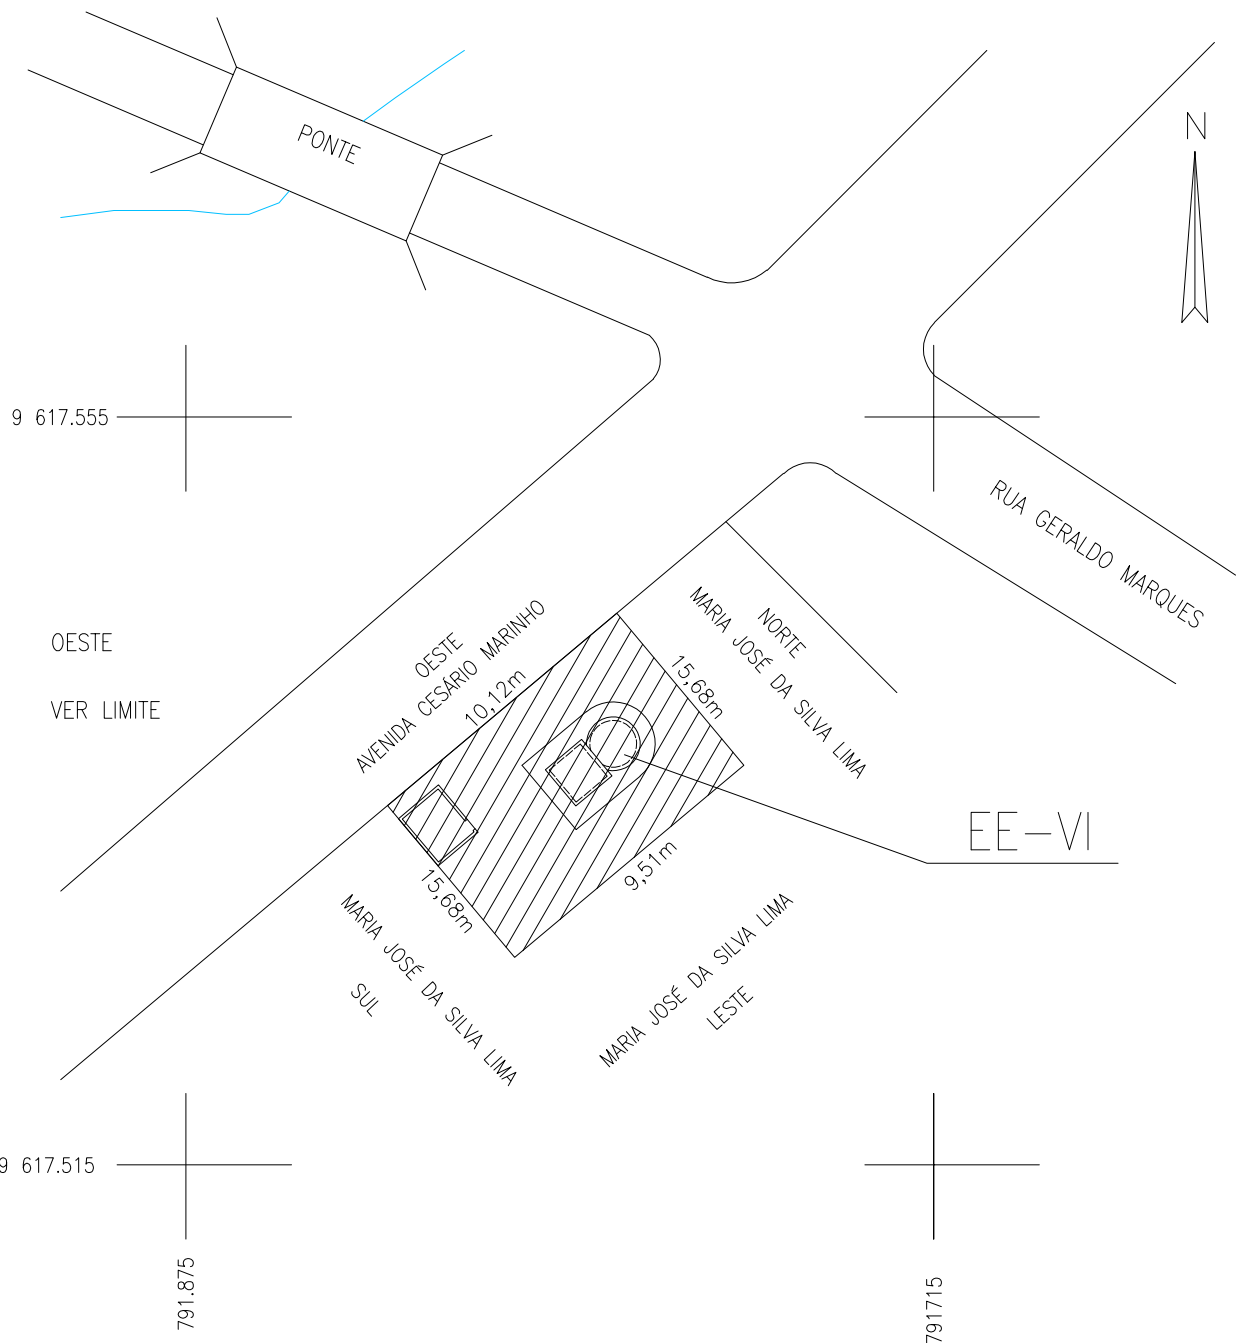 PONTE
N
9 617.555
RUA GERALDO MARQUES
OESTE
VER LIMITE
OESTE
AVENIDA CESÁRIO MARINHO
10,12m
NORTE
MARIA JOSÉ DA SILVA LIMA
15,68m
EE-VI
9,51m
15,68m
MARIA JOSÉ DA SILVA LIMA
SUL
MARIA JOSÉ DA SILVA LIMA
LESTE
9 617.515
791.875
791715